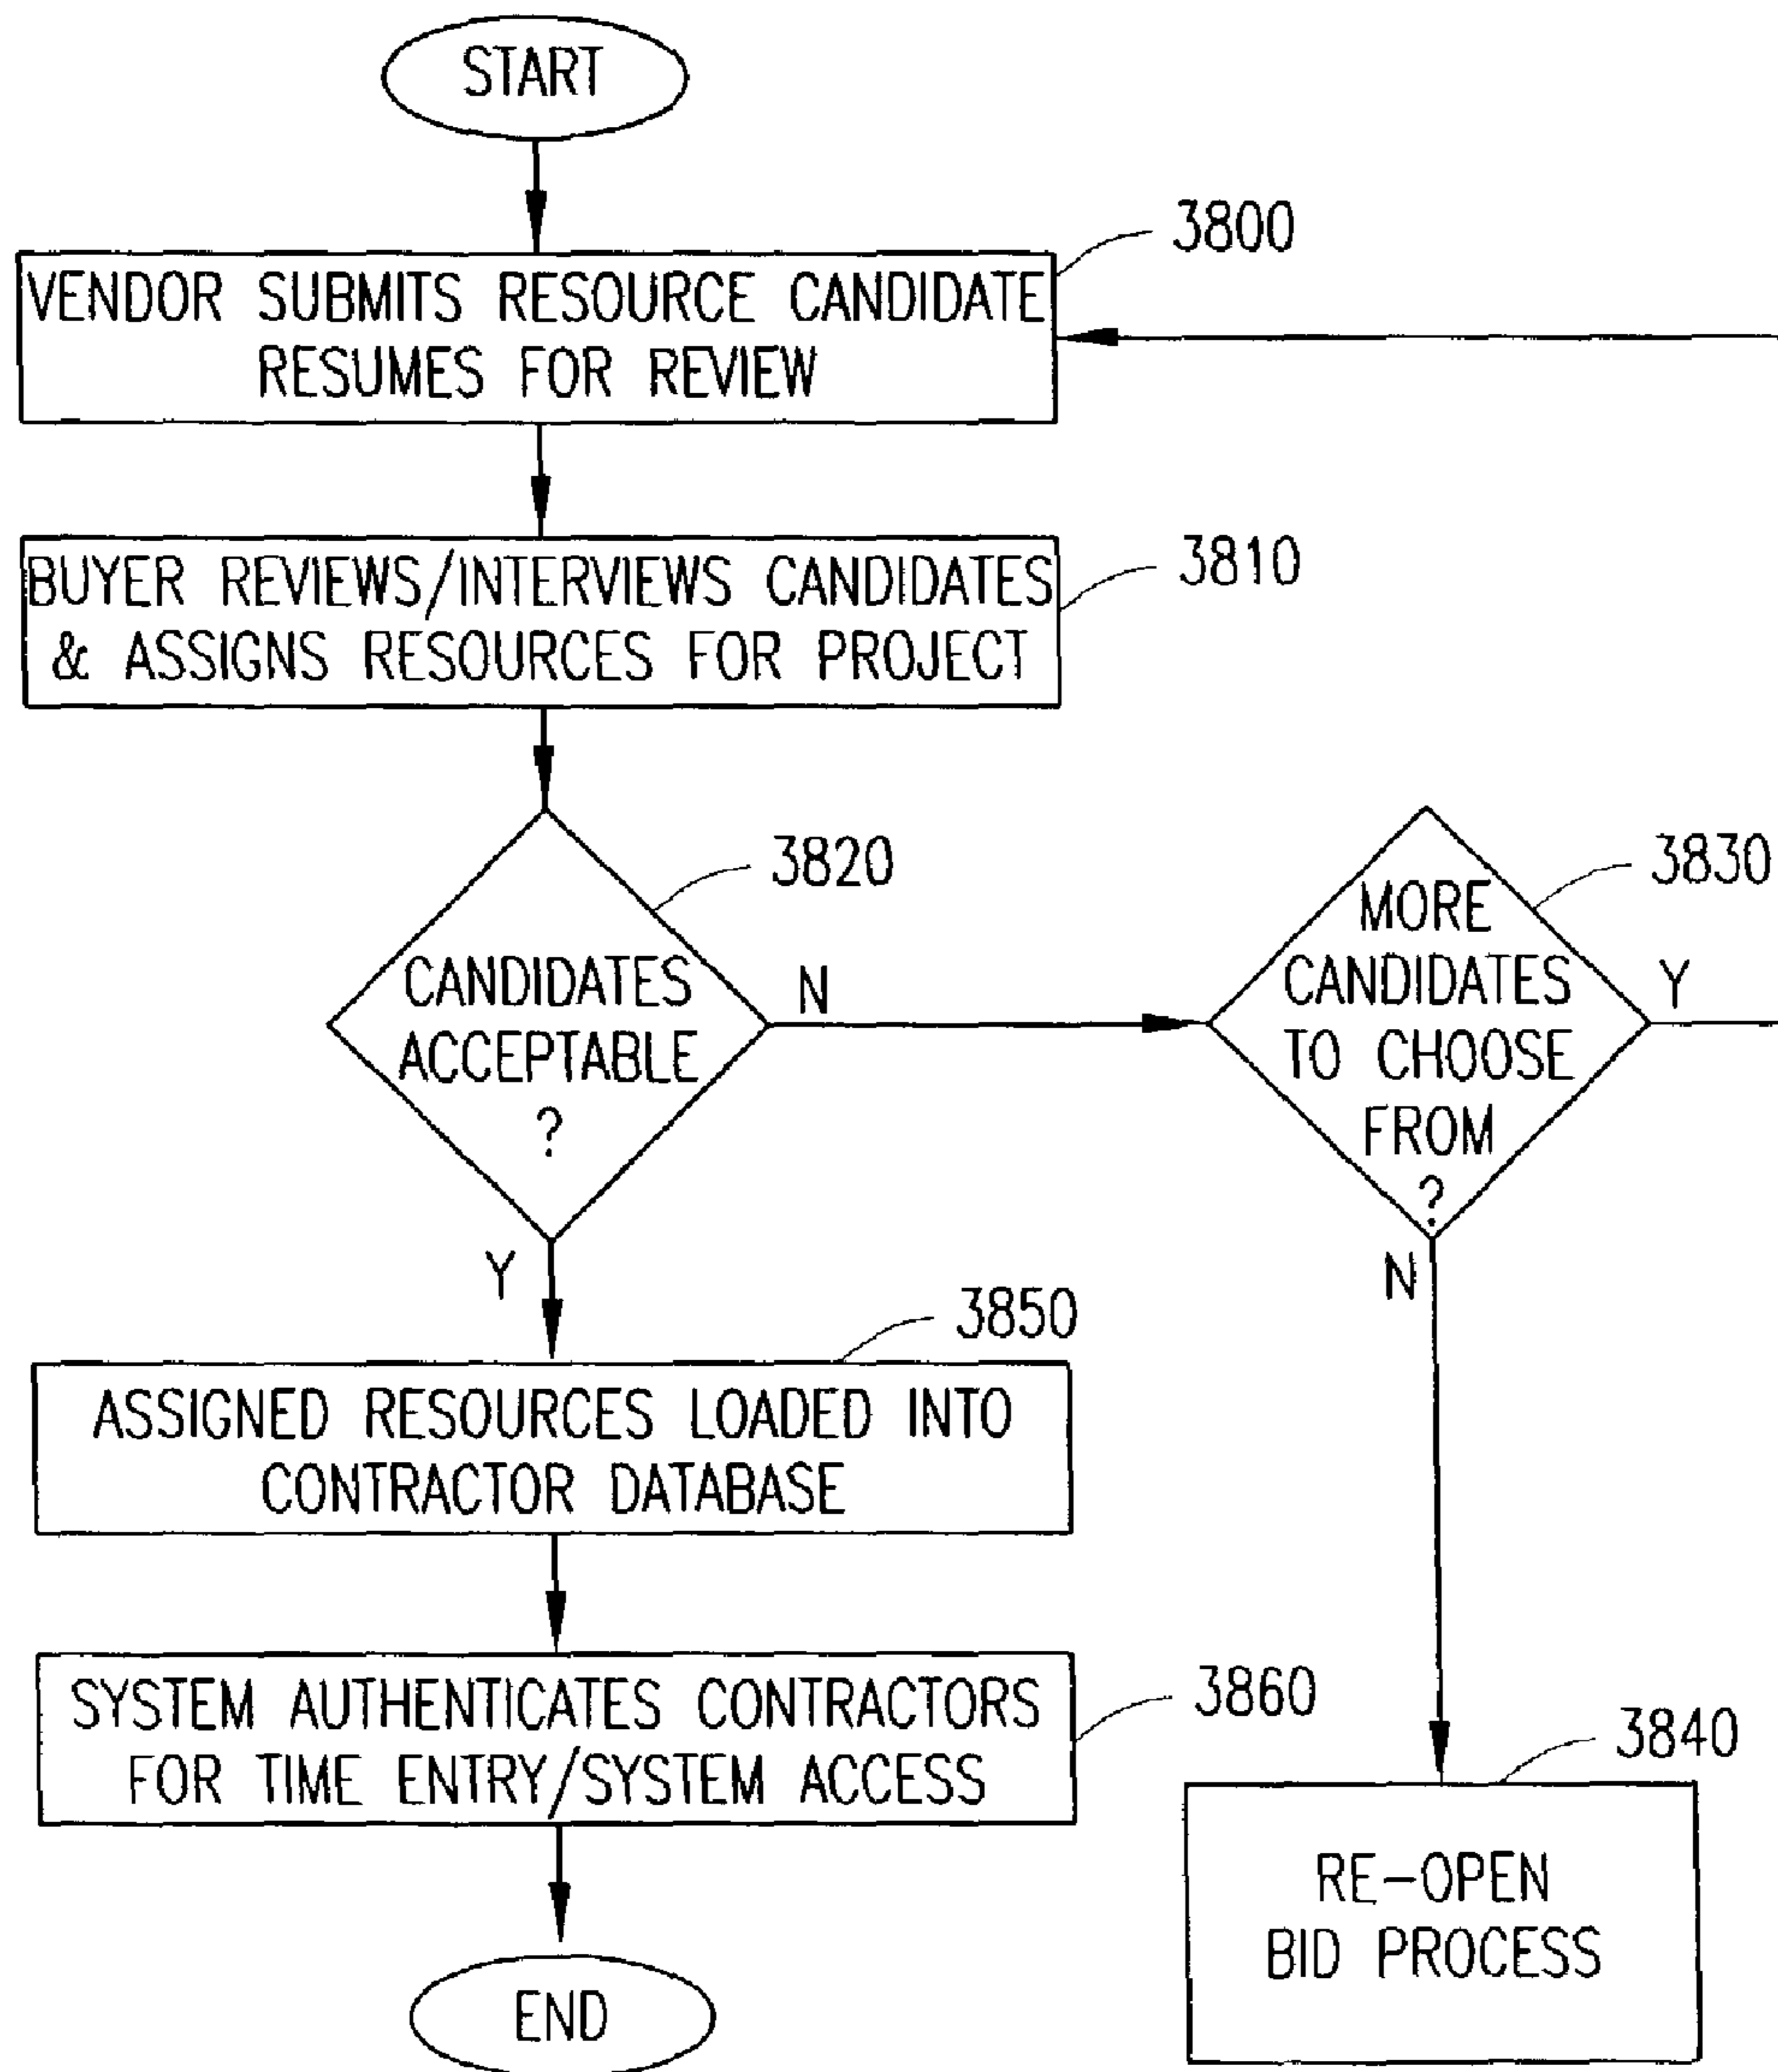 START
3800
VENDOR SUBMITS RESOURCE CANDIDATE
RESUMES FOR REVIEW
3810
BUYER REVIEWS/INTERVIEWS CANDIDATES
& ASSIGNS RESOURCES FOR PROJECT
3820
CANDIDATES
ACCEPTABLE
?
N
Y
3830
MORE
CANDIDATES
TO CHOOSE
FROM
?
Y
N
3850
ASSIGNED RESOURCES LOADED INTO
CONTRACTOR DATABASE
3860
SYSTEM AUTHENTICATES CONTRACTORS
FOR TIME ENTRY/SYSTEM ACCESS
3840
RE-OPEN
BID PROCESS
END